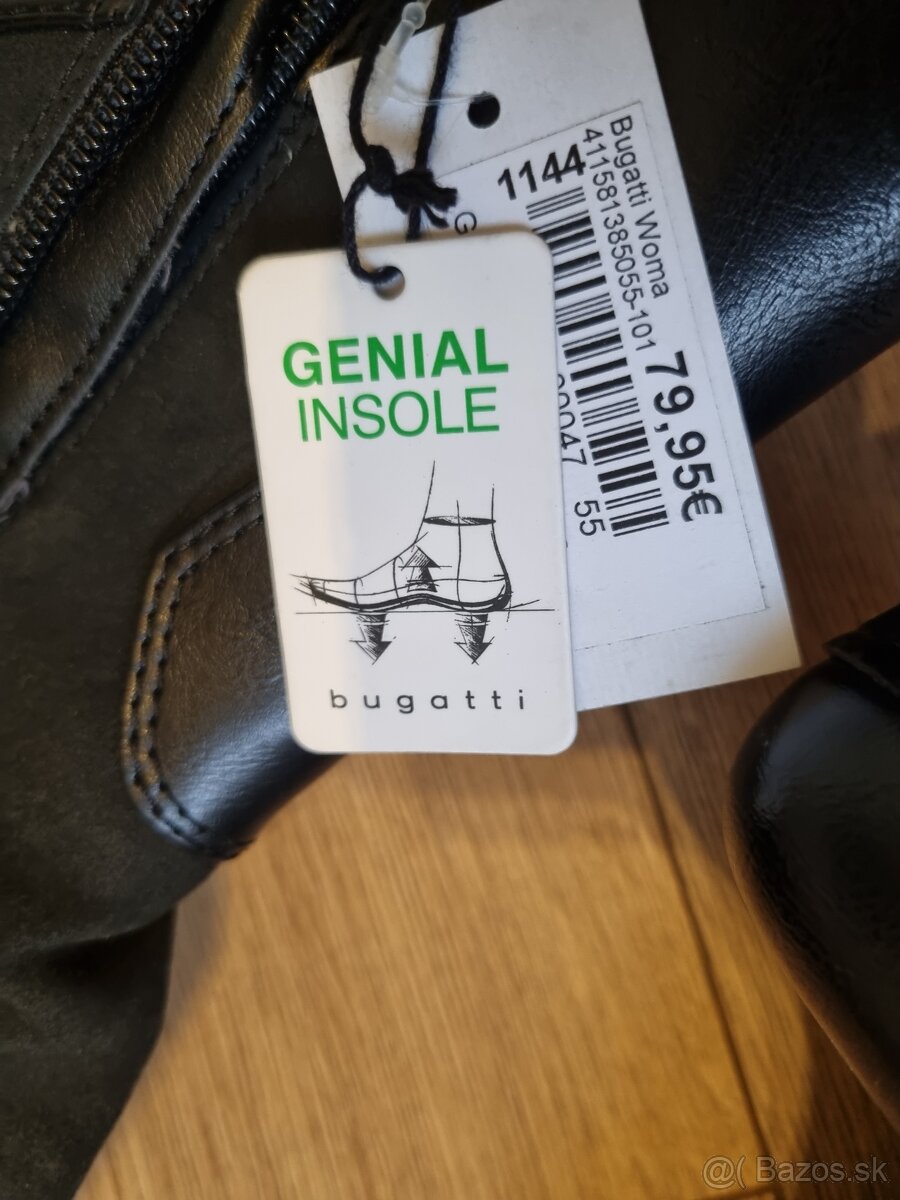 GENIAL
INSOLE
bugatti
1144
Bugatti Woma
411581385055-101
79,95€
55
@( Bazos.sk